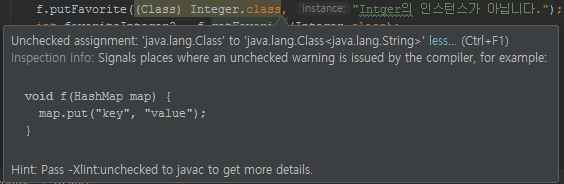 f.putFavorite((Class) Integer.class, instance: "Intger의 인스턴스가 아닙니다.");
Unchecked assignment: 'java.lang.Class' to 'java.lang.Class<java.lang.String>' less... (Ctrl+F1)
Inspection info: Signals places where an unchecked warning is issued by the compiler, for example:
void f(HashMap map) {
map.put("key", "value");
}
Hint: Pass -Xlint:unchecked to javac to get more details.